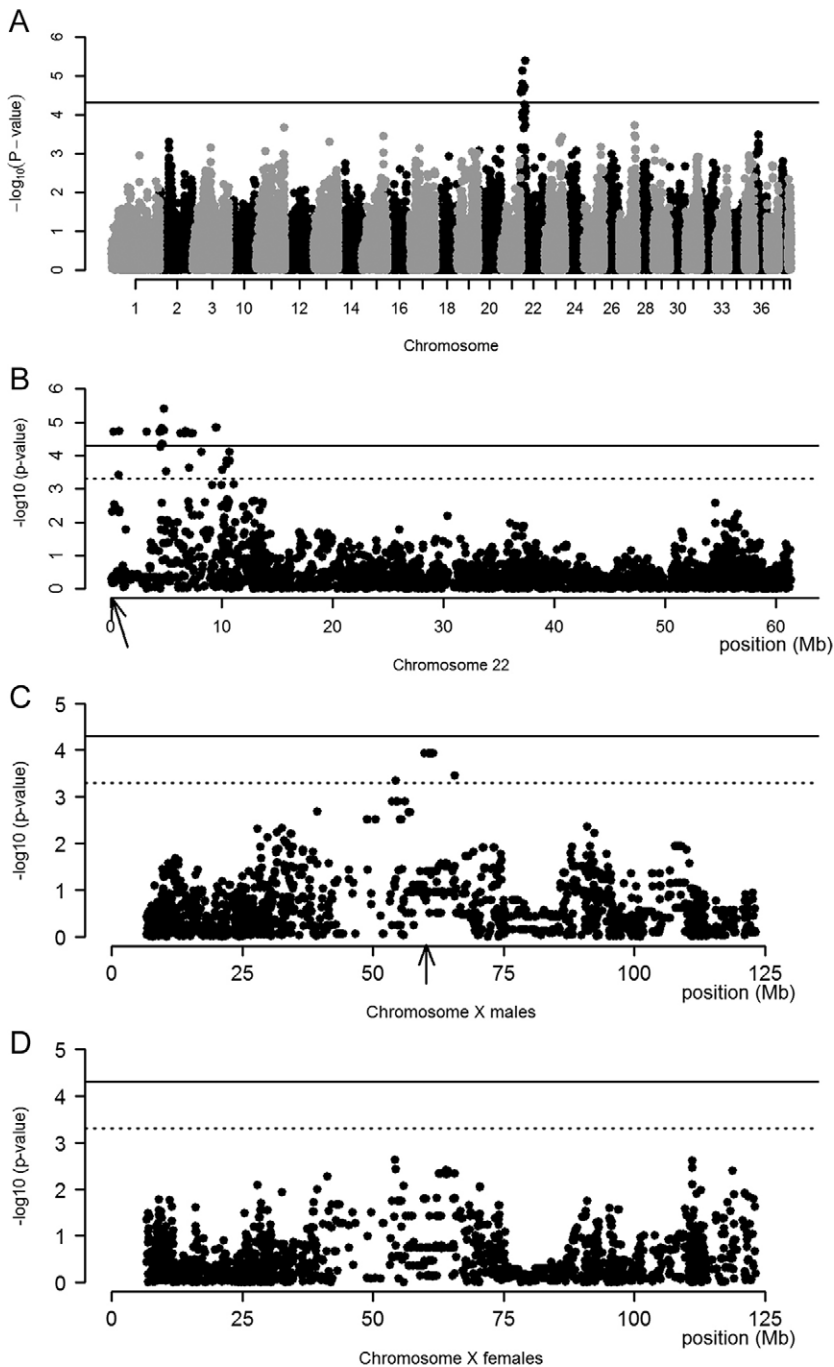 A
6
5
4
3
2
1
0
−log10(P−value)
1 2 3 10 12 14 16 18 20 22 24 26 28 30 33 36
Chromosome
B
6
5
4
3
2
1
0
-log10 (p-value)
0 10 20 30 40 50 60
position (Mb)
Chromosome 22
C
5
4
3
2
1
0
-log10 (p-value)
0 25 50 75 100 125
position (Mb)
Chromosome X males
D
5
4
3
2
1
0
-log10 (p-value)
0 25 50 75 100 125
position (Mb)
Chromosome X females